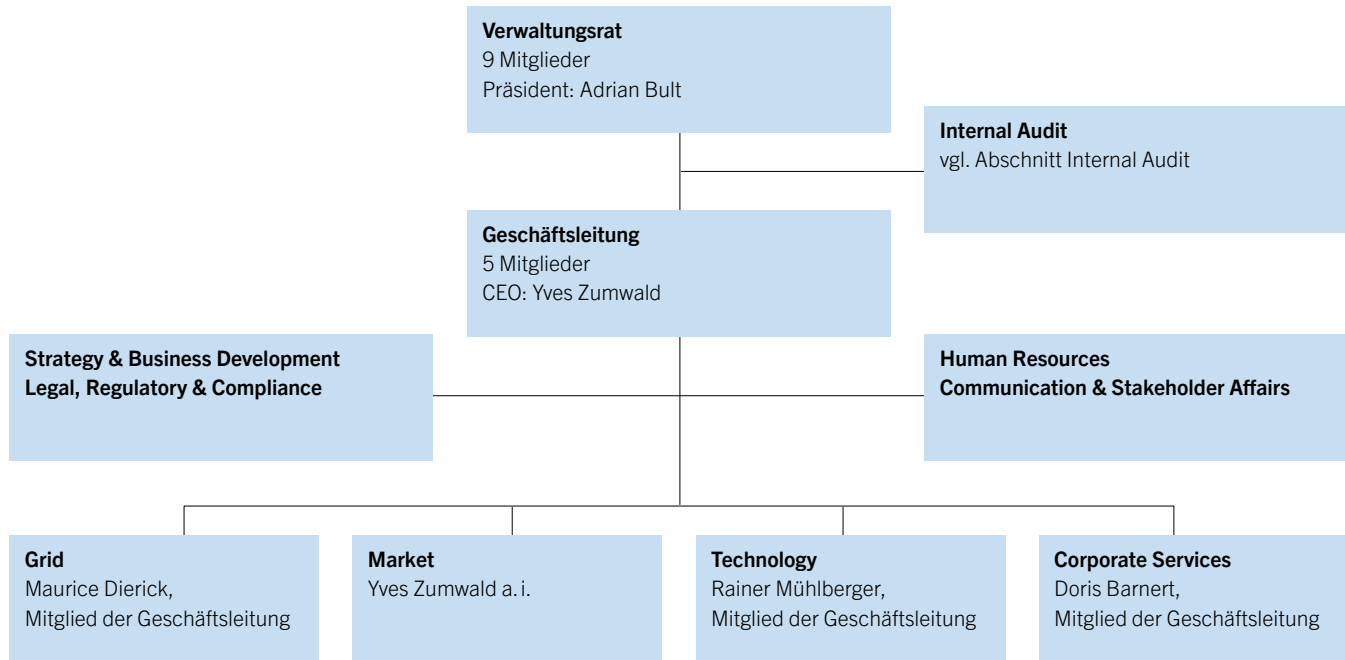 Verwaltungsrat
9 Mitglieder
Präsident: Adrian Bult
Internal Audit
vgl. Abschnitt Internal Audit
Geschäftsleitung
5 Mitglieder
CEO: Yves Zumwald
Strategy & Business Development
Legal, Regulatory & Compliance
Human Resources
Communication & Stakeholder Affairs
Grid
Maurice Dierick,
Mitglied der Geschäftsleitung
Market
Yves Zumwald a. i.
Technology
Rainer Mühlberger,
Mitglied der Geschäftsleitung
Corporate Services
Doris Barnert,
Mitglied der Geschäftsleitung